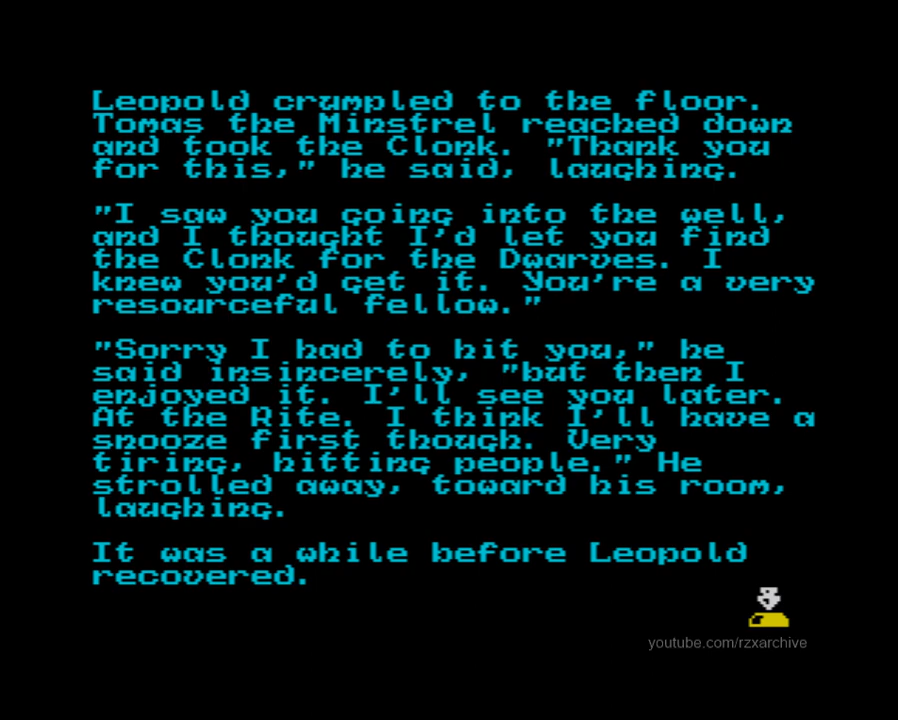 Leopold crumpled to the floor.
Tomas the Minstrel reached down
and took the Clonk. "Thank you
for this," he said, laughing.
"I saw you going into the well,
and I thought I'd let you find
the Clonk for the Dwarves. I
knew you'd get it. You're a very
resourceful fellow."
"Sorry I had to hit you," he
said insincerely, "but then I
enjoyed it. I'll see you later.
At the Rite. I think I'll have a
snooze first though. Very
tiring, hitting people." He
strolled away, toward his room,
laughing.
It was a while before Leopold
recovered.
youtube.com/rzxarchive